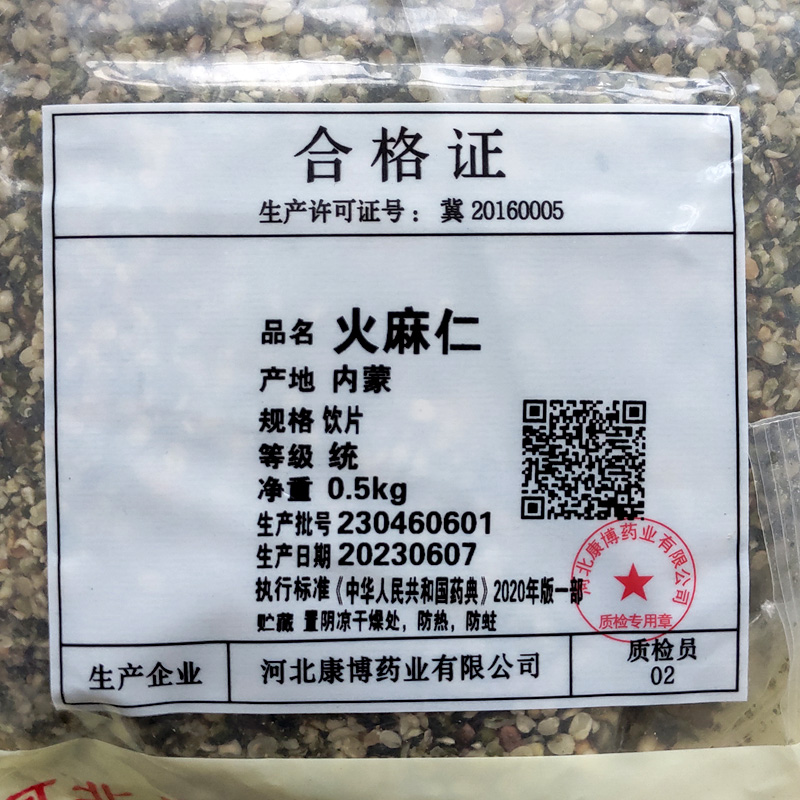 合格证
生产许可证号：冀 20160005
品名 火麻仁
产地 内蒙
规格 饮片
等级 统
净重 0.5kg
生产批号 230460601
生产日期 20230607
执行标准《中华人民共和国药典》2020年版一部
贮藏 置阴凉干燥处，防热，防蛀
河北康博药业有限公司
质检专用章
生产企业
河北康博药业有限公司
质检员
02